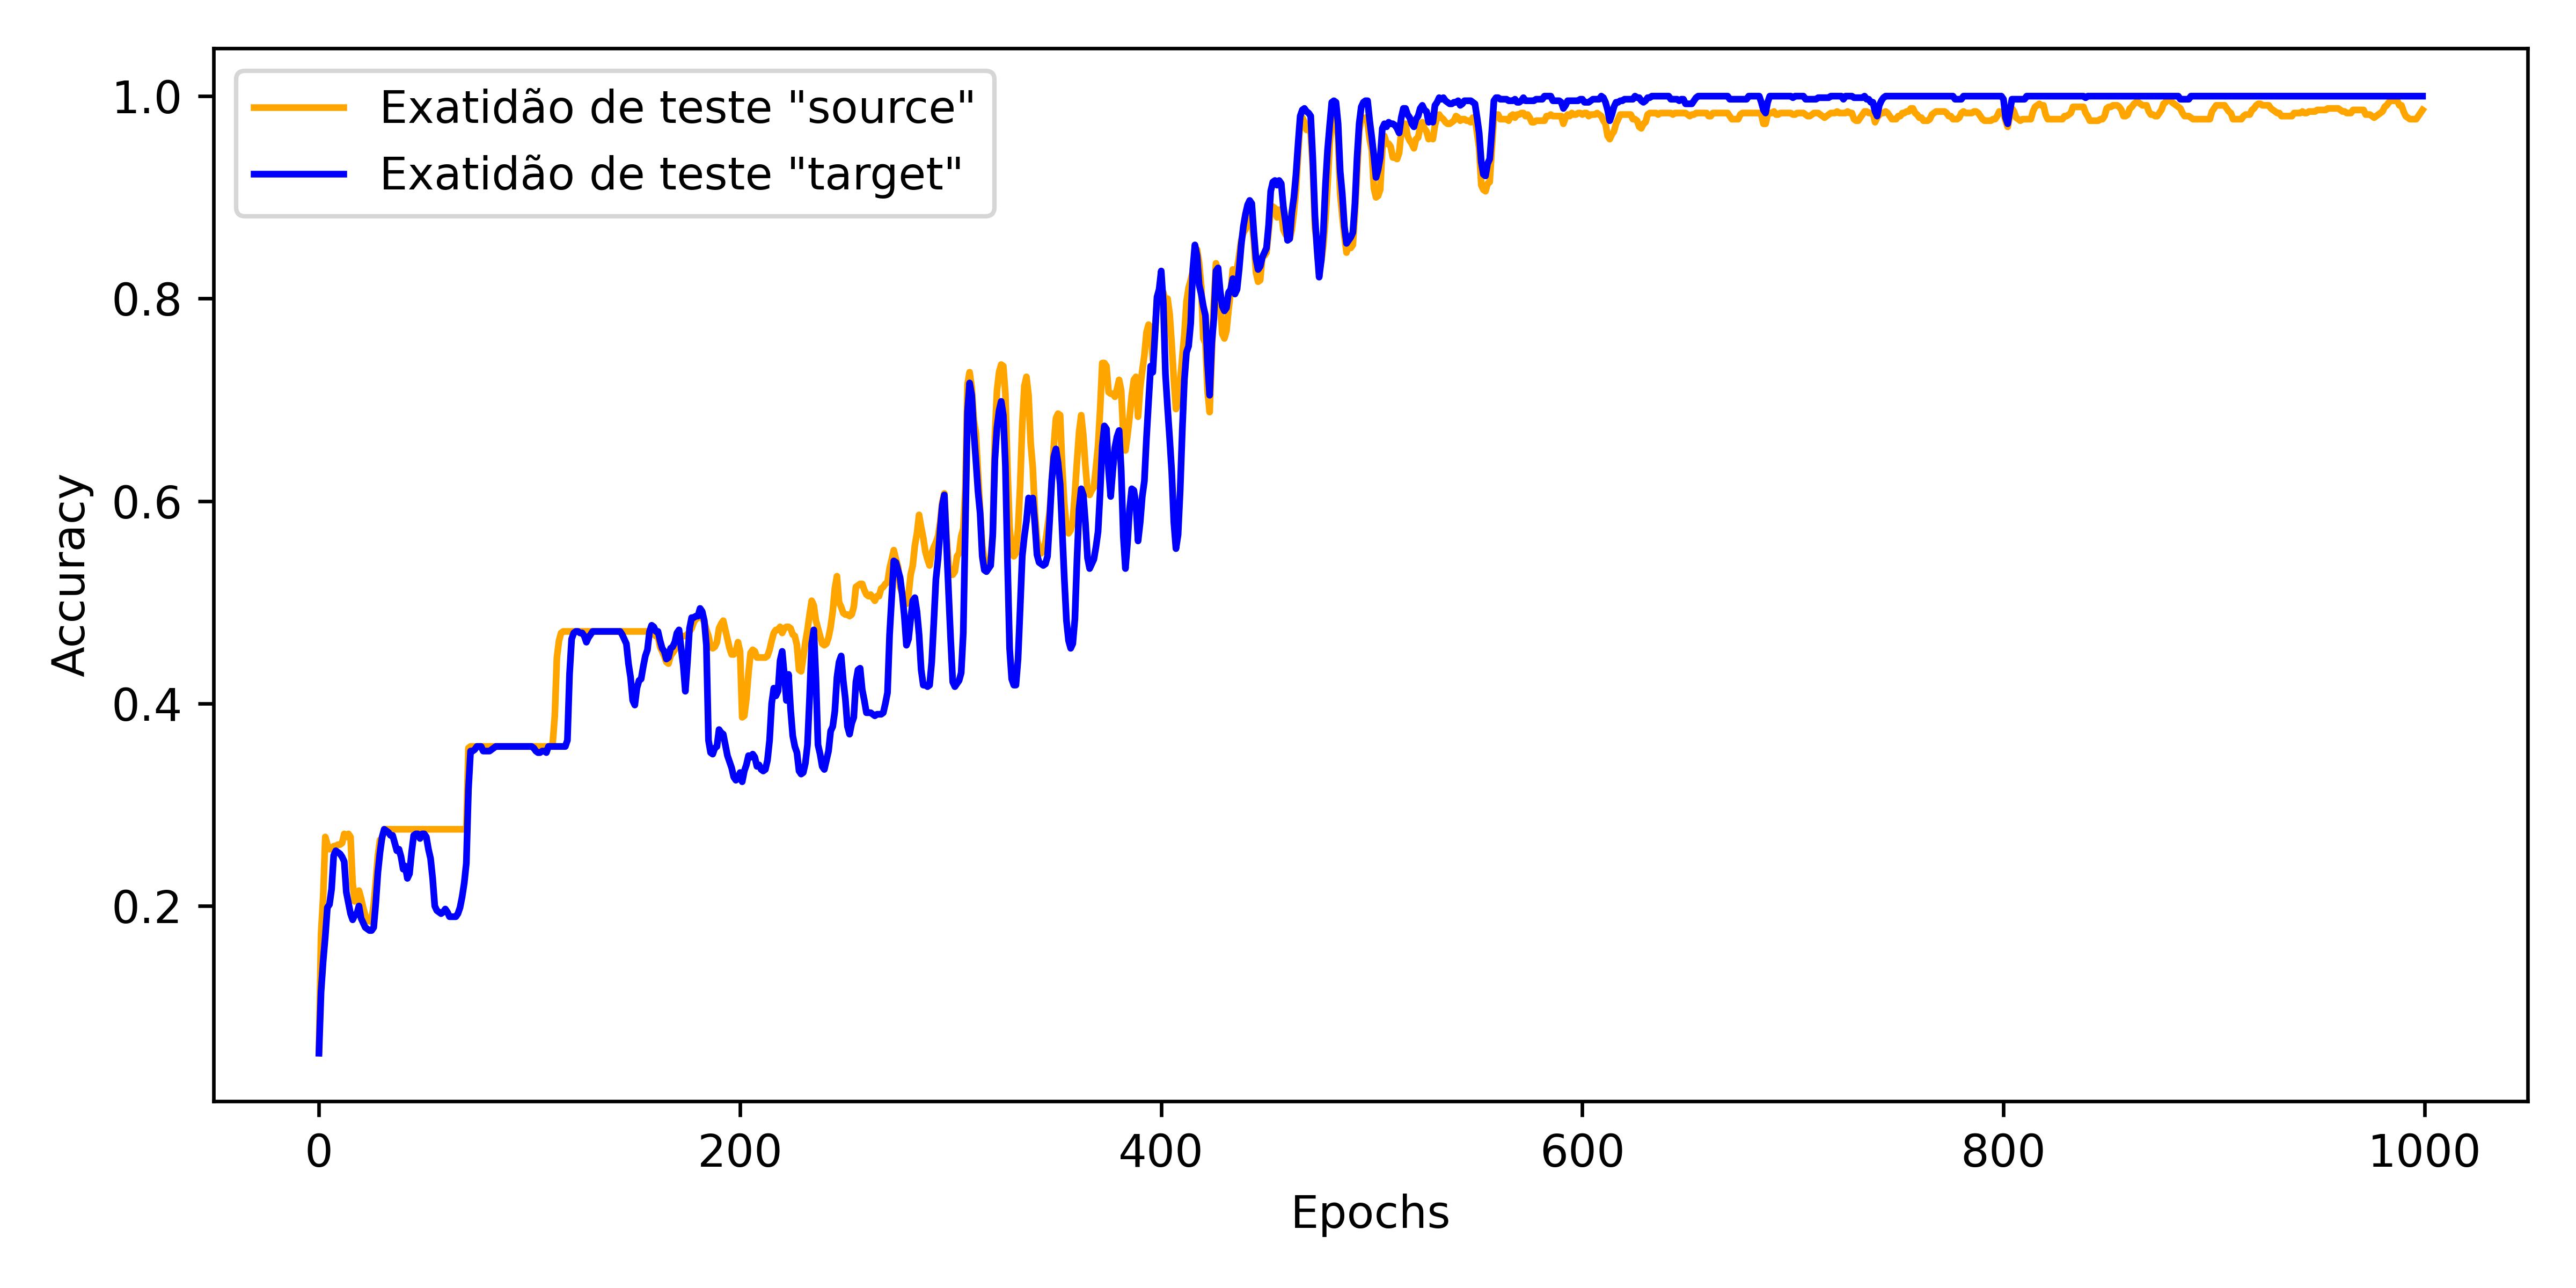 Exatidão de teste "source"
Exatidão de teste "target"
1.0
0.8
0.6
0.4
0.2
Accuracy
0 200 400 600 800 1000
Epochs